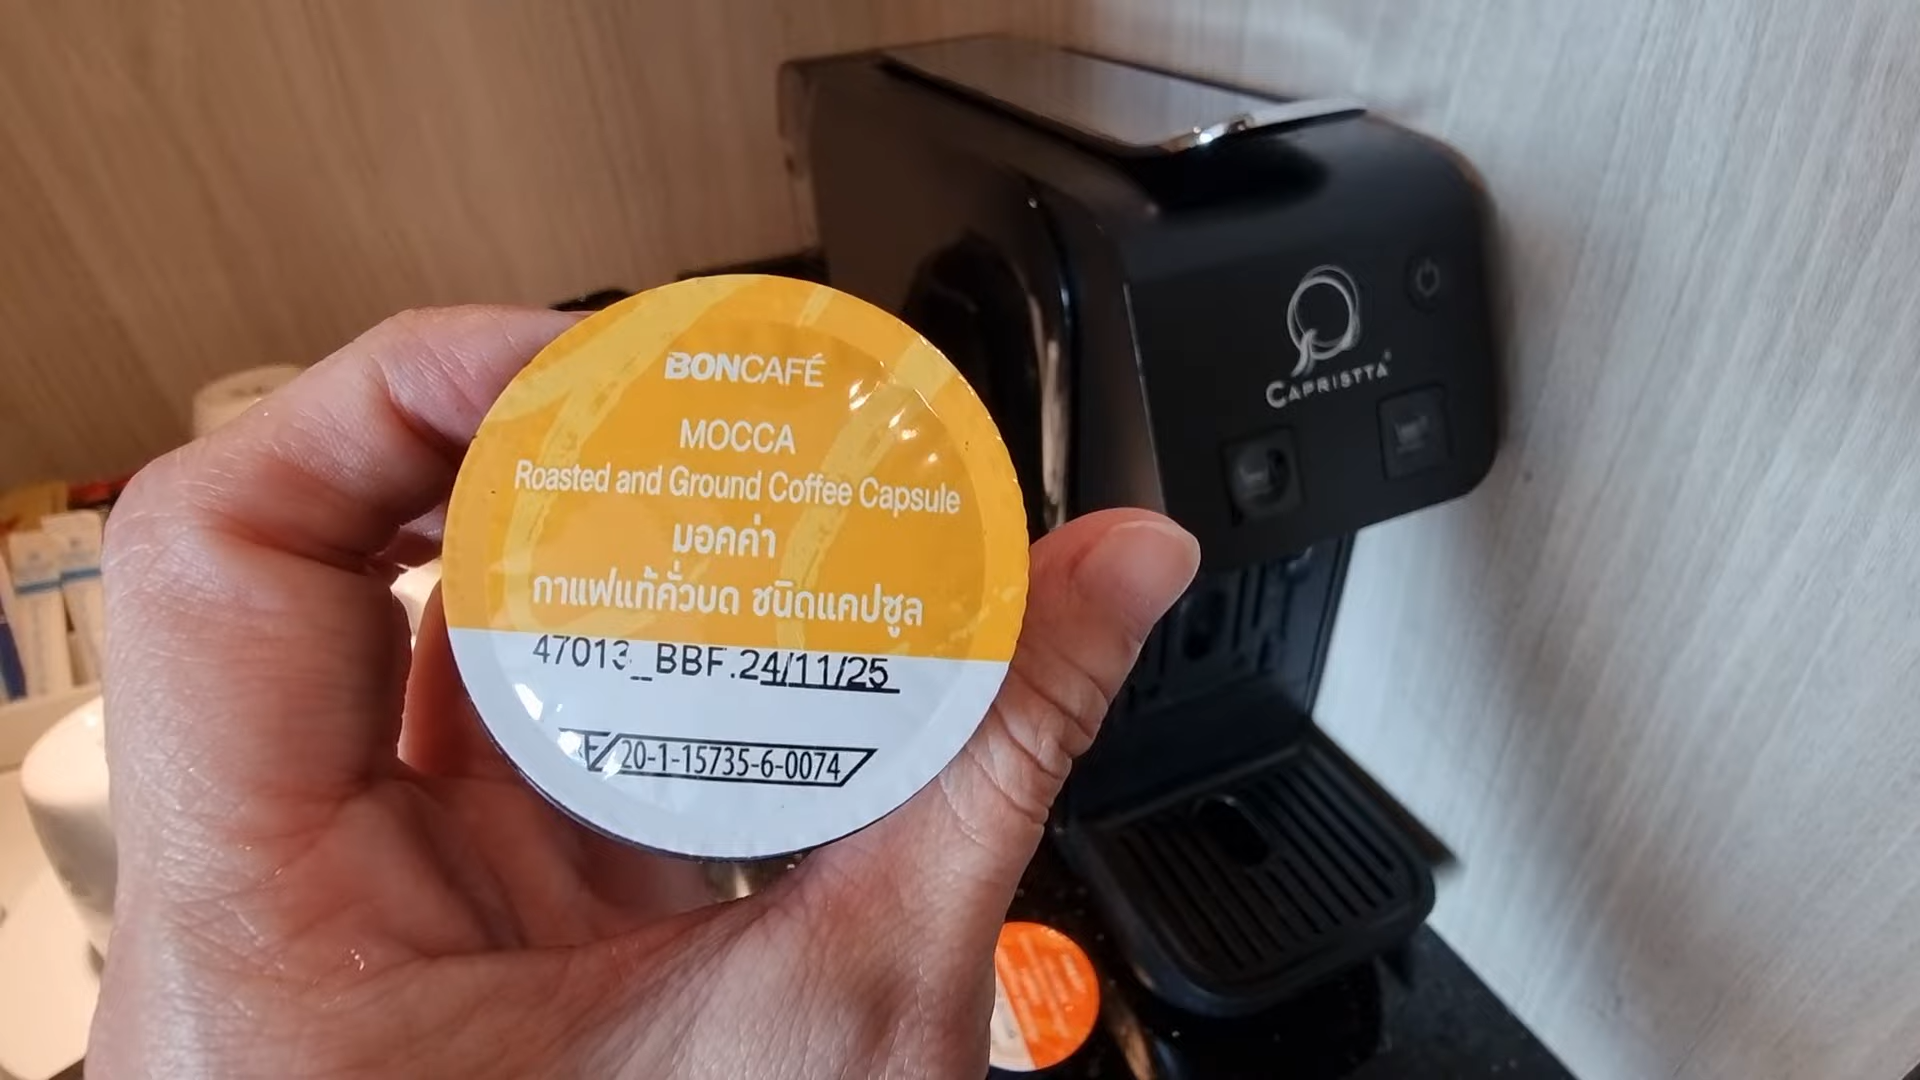 BONCAFÉ
MOCCA
Roasted and Ground Coffee Capsule
มอคค่า
กาแฟแท้คั่วบด ชนิดแคปซูล
47013_BBF.24/11/25
20-1-15735-6-0074
CAPRISTTA